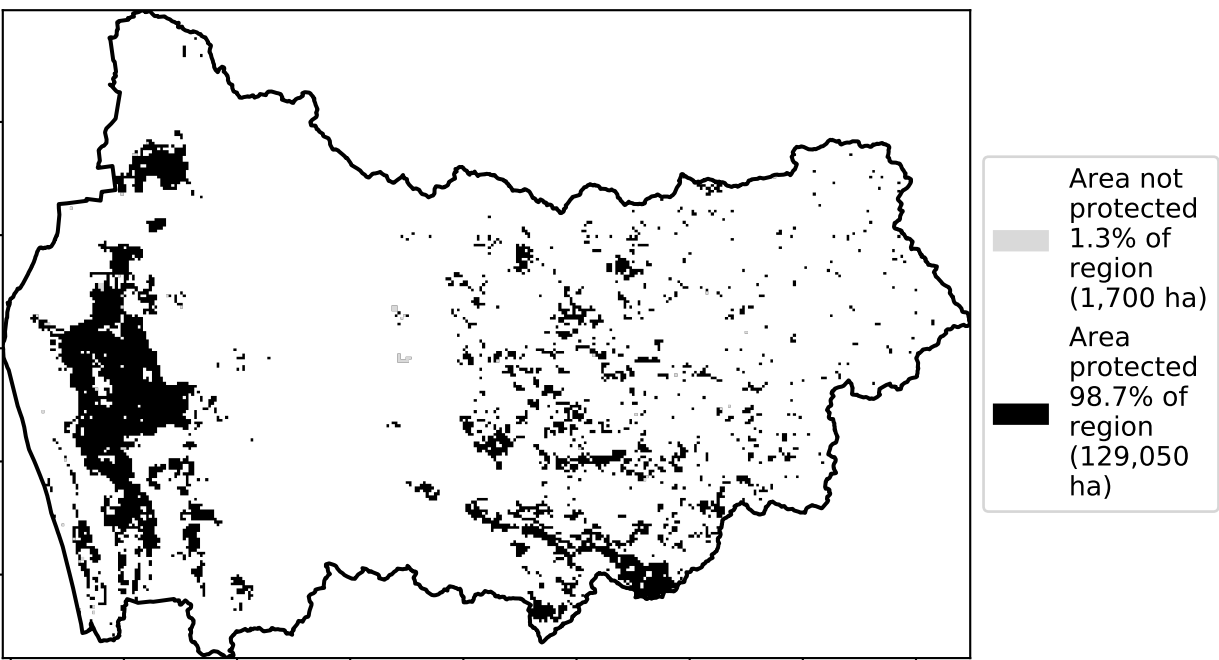 Area not
protected
1.3% of
region
(1,700 ha)
Area
protected
98.7% of
region
(129,050
ha)